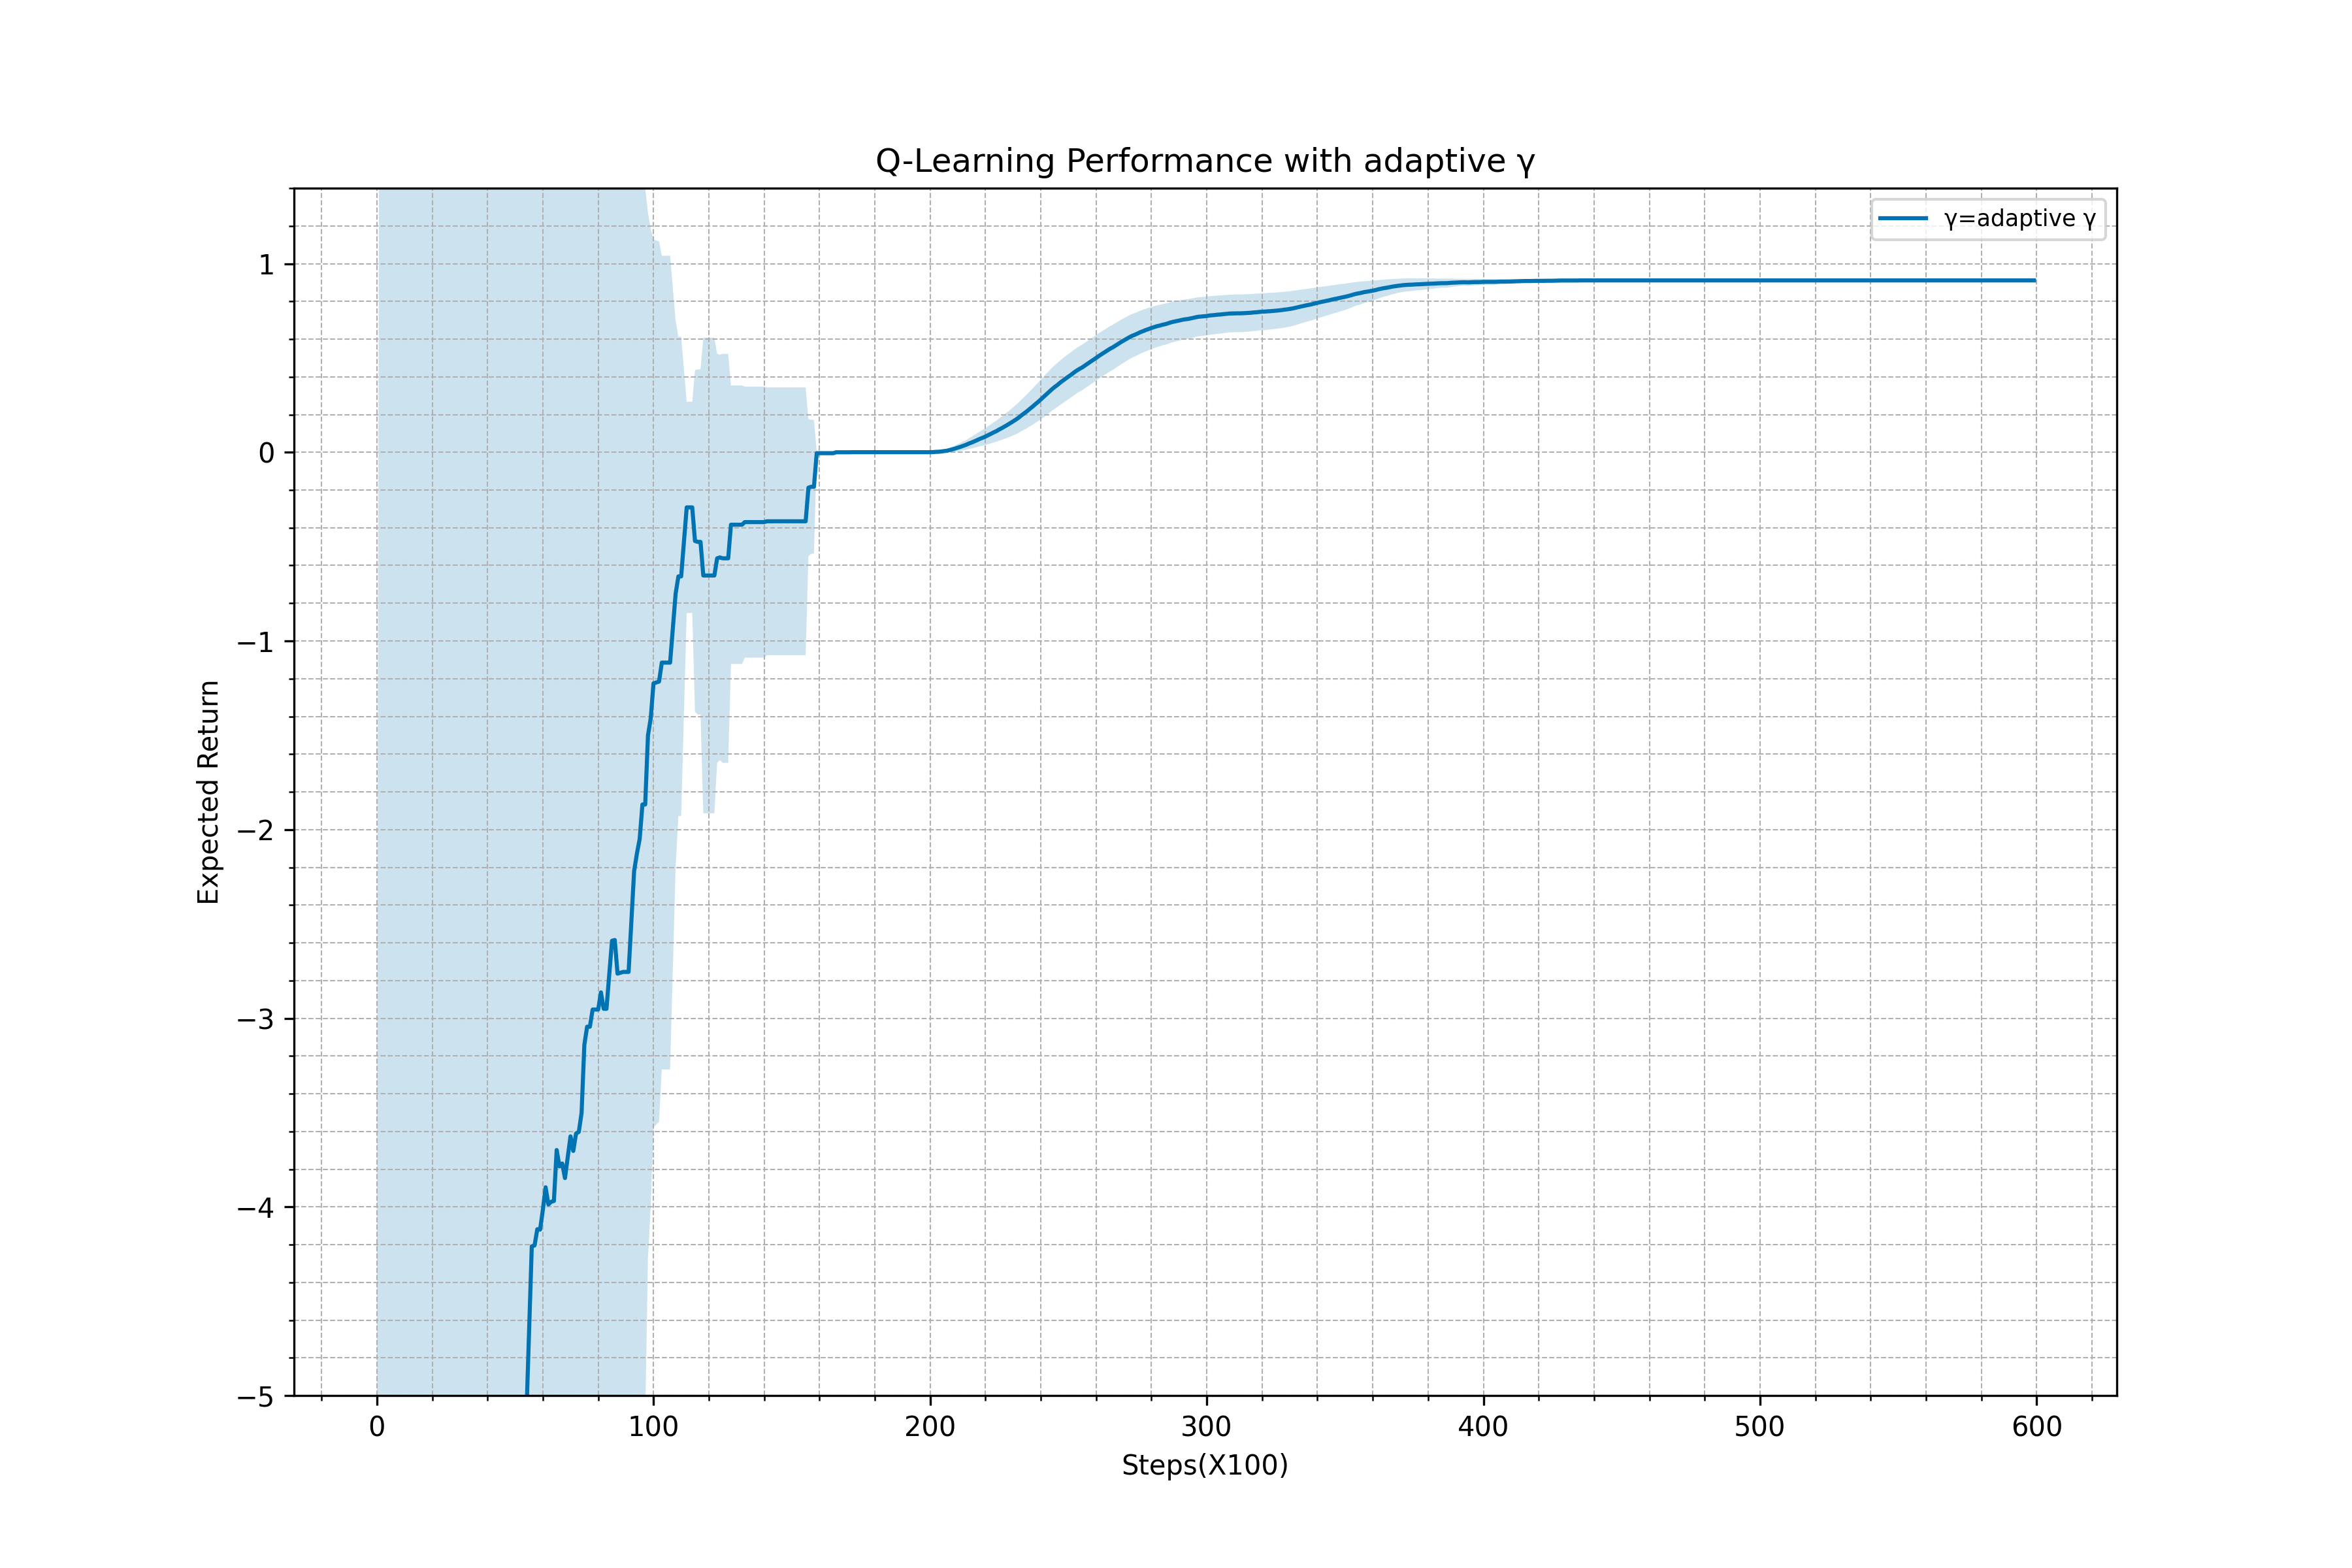 Q-Learning Performance with adaptive γ
γ=adaptive γ
Expected Return
1
0
−1
−2
−3
−4
−5
0 100 200 300 400 500 600
Steps(X100)